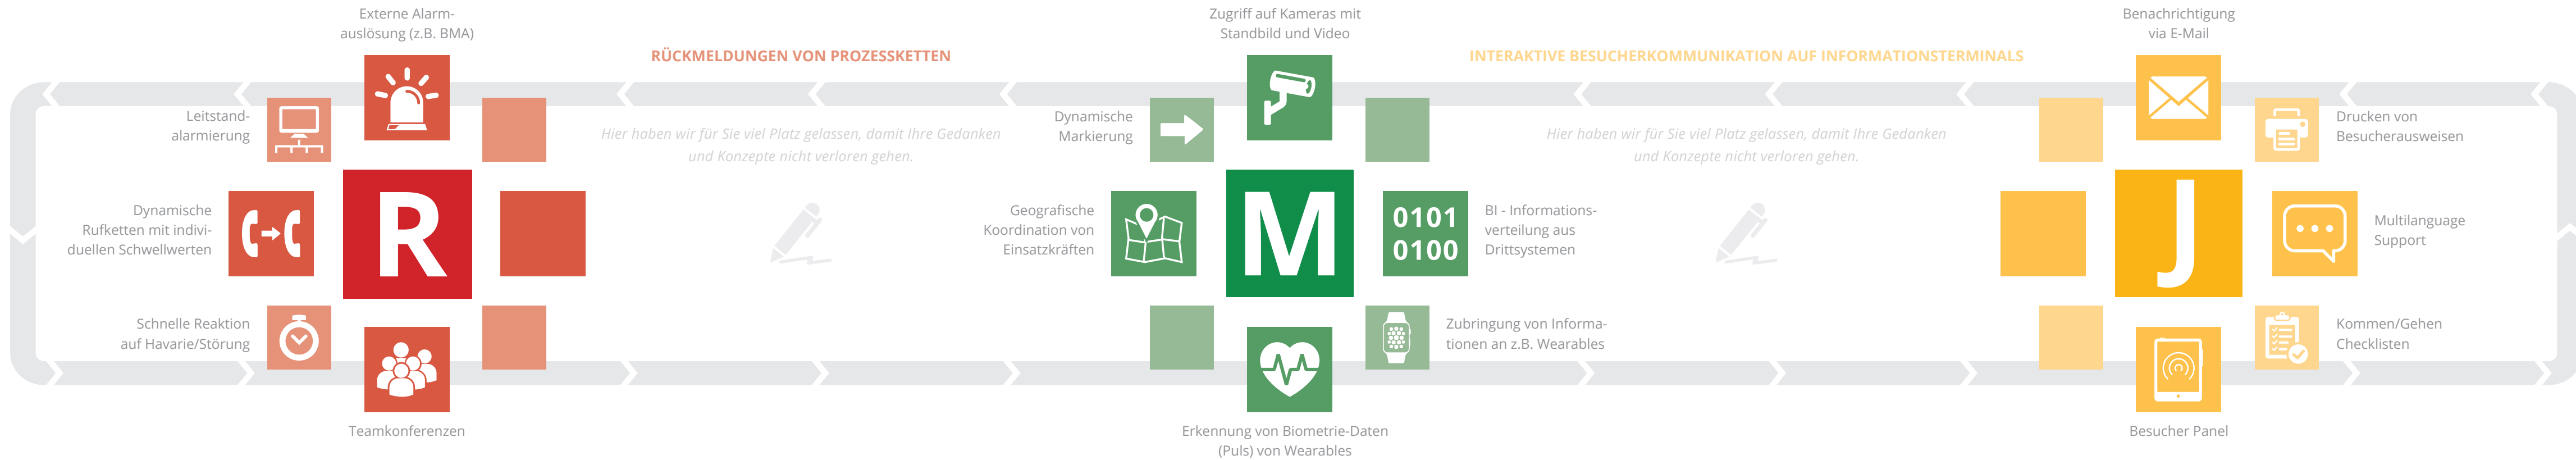 Externe Alarm-
auslösung (z.B. BMA)
Leitstand-
alarmierung
Dynamische
Rufketten mit indivi-
duellen Schwellwerten
R
Schnelle Reaktion
auf Havarie/Störung
Teamkonferenzen
RÜCKMELDUNGEN VON PROZESSKETTEN
Hier haben wir für Sie viel Platz gelassen, damit Ihre Gedanken
und Konzepte nicht verloren gehen.
Zugriff auf Kameras mit
Standbild und Video
Dynamische
Markierung
Geografische
Koordination von
Einsatzkräften
M
0101
0100
BI - Informations-
verteilung aus
Drittsystemen
Zubringung von Informa-
tionen an z.B. Wearables
Erkennung von Biometrie-Daten
(Puls) von Wearables
INTERAKTIVE BESUCHERKOMMUNIKATION AUF INFORMATIONSTERMINALS
Hier haben wir für Sie viel Platz gelassen, damit Ihre Gedanken
und Konzepte nicht verloren gehen.
Benachrichtigung
via E-Mail
Drucken von
Besucherausweisen
J
Multilanguage
Support
Kommen/Gehen
Checklisten
Besucher Panel